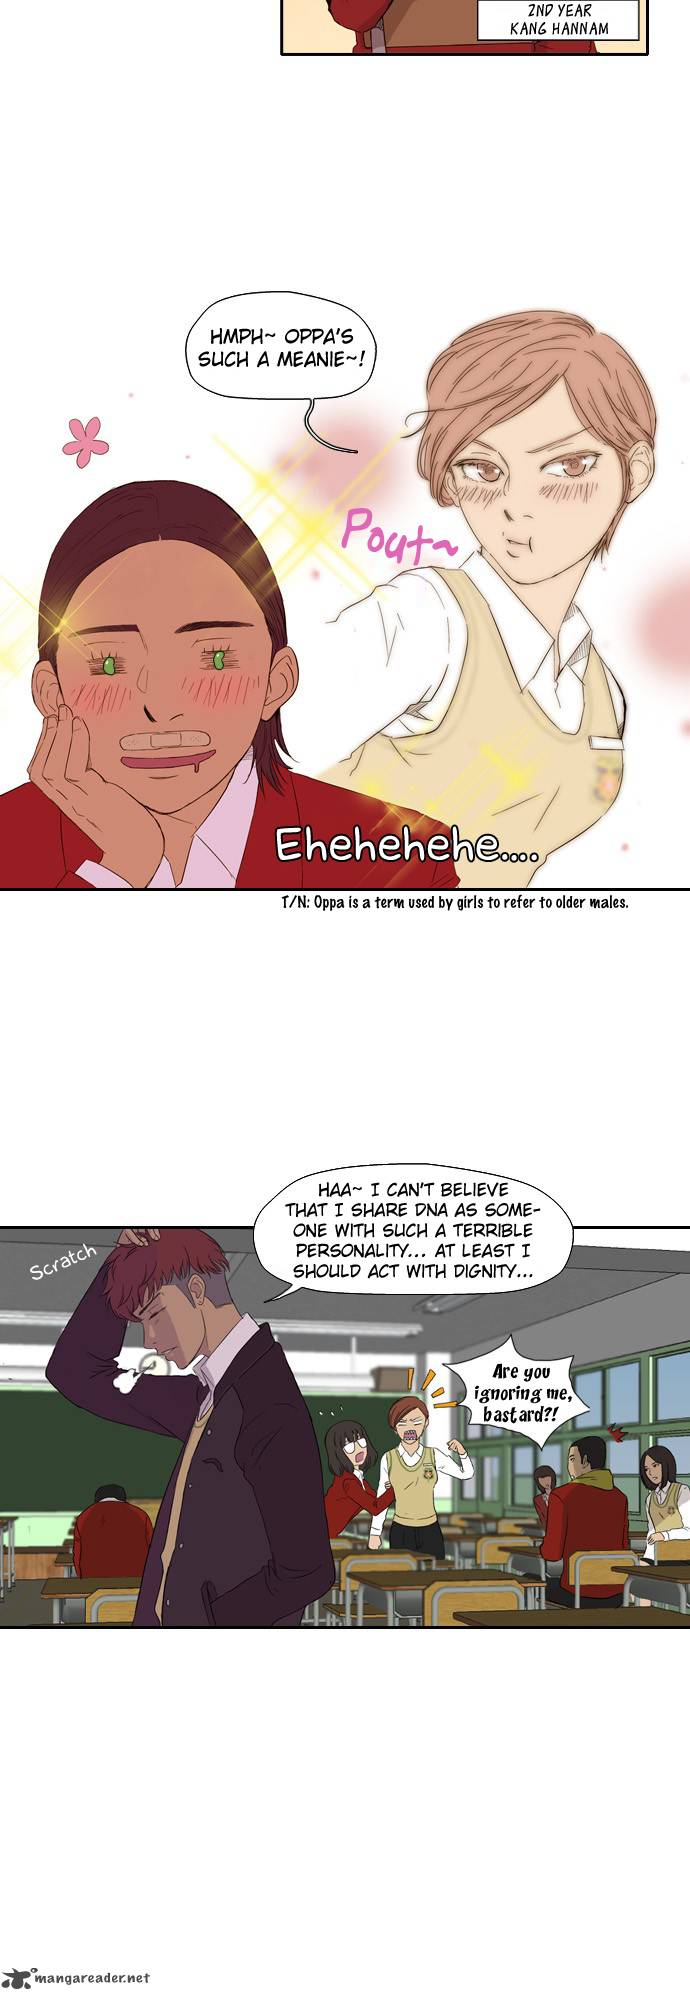 2ND YEAR
KANG HANNAM
HMPH~ OPPA'S
SUCH A MEANIE~!
Pout~
Ehehehehe....
T/N: Oppa is a term used by girls to refer to older males.
HAA~ I CAN'T BELIEVE
THAT I SHARE DNA AS SOME-
ONE WITH SUCH A TERRIBLE
PERSONALITY... AT LEAST I
SHOULD ACT WITH DIGNITY...
Scratch
Are you
ignoring me,
bastard?!
mangareader.net